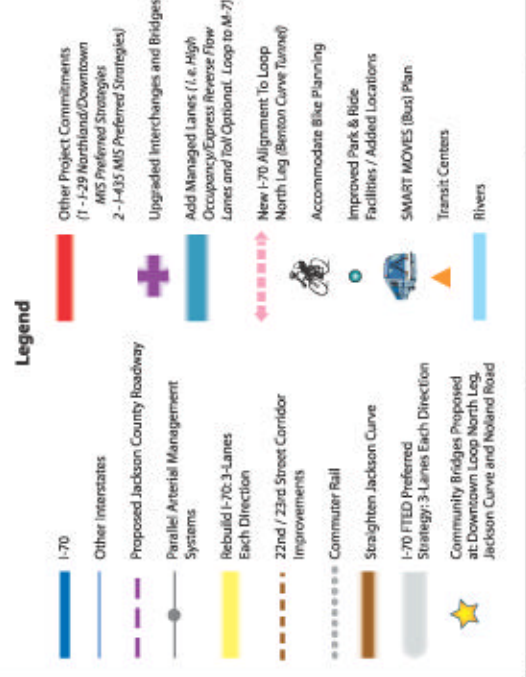 Legend
I-70
Other Interstates
Proposed Jackson County Roadway
Parallel Arterial Management
Systems
Rebuild I-70: 3-Lanes
Each Direction
22nd / 23rd Street Corridor
Improvements
Commuter Rail
Straighten Jackson Curve
I-70 FTED Preferred
Strategy: 3-Lanes Each Direction
Community Bridges Proposed
at: Downtown Loop North Leg,
Jackson Curve and Noland Road
Other Project Commitments
(1 - I-29 Northland/Downtown
MIS Preferred Strategies
2 - I-435 MIS Preferred Strategies)
Upgraded Interchanges and Bridges
Add Managed Lanes (i.e. High
Occupancy/Express Reverse Flow
Lanes and Toll Optional. Loop to M-7)
New I-70 Alignment To Loop
North Leg (Benton Curve Tunnel)
Accommodate Bike Planning
Improved Park & Ride
Facilities / Added Locations
SMART MOVES (Bus) Plan
Transit Centers
Rivers